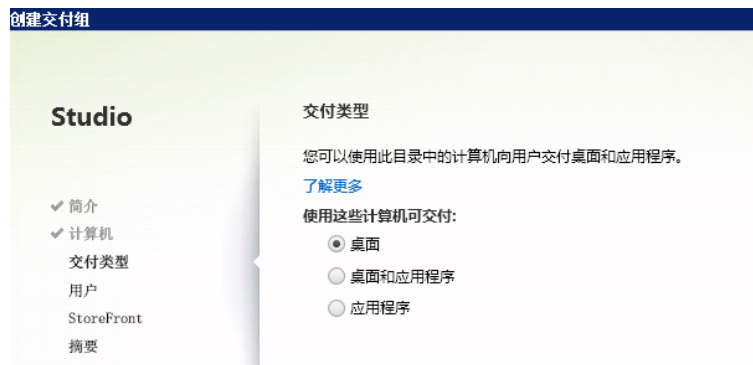 创建交付组
Studio
✔ 简介
✔ 计算机
交付类型
用户
StoreFront
摘要
交付类型
您可以使用此目录中的计算机向用户交付桌面和应用程序。
了解更多
使用这些计算机可交付:
桌面
桌面和应用程序
应用程序